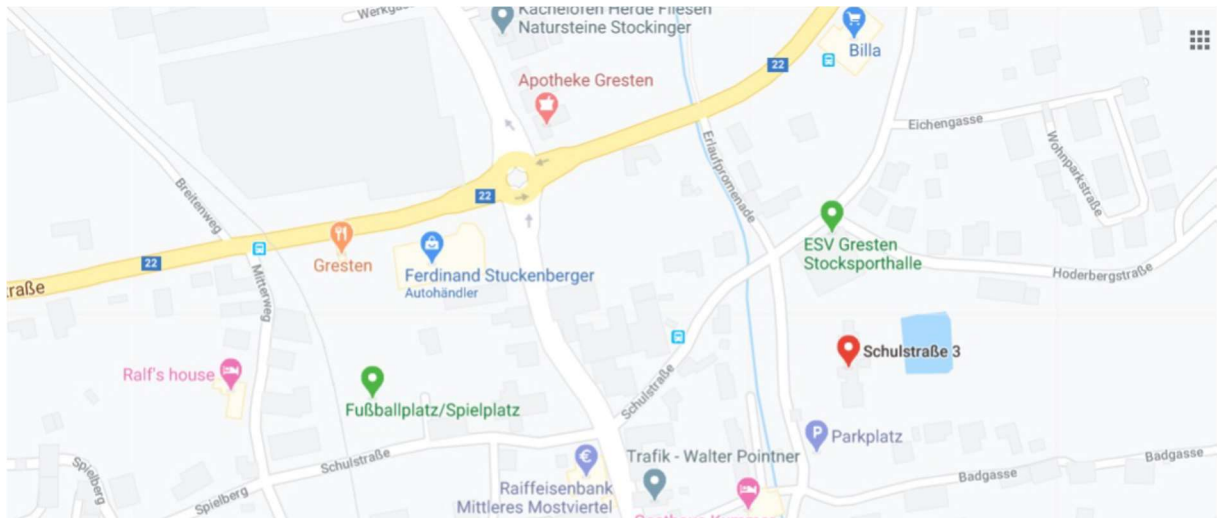 Werkgasse
Kachelöfen Herde Fliesen
Natursteine Stockinger
22
Billa
Apotheke Gresten
Eichengasse
Wohnparkstraße
Erlaufpromenade
Breitenweg
22
ESV Gresten
Stocksporthalle
Gresten
Ferdinand Stuckenberger
Autohändler
22
Hoderbergstraße
traße
Mitterweg
Schulstraße 3
Ralf's house
Fußballplatz/Spielplatz
Schulstraße
Parkplatz
Schulstraße
Trafik - Walter Pointner
Badgasse
Badgasse
Spielberg
Spielberg
Raiffeisenbank
Mittleres Mostviertel
P
€